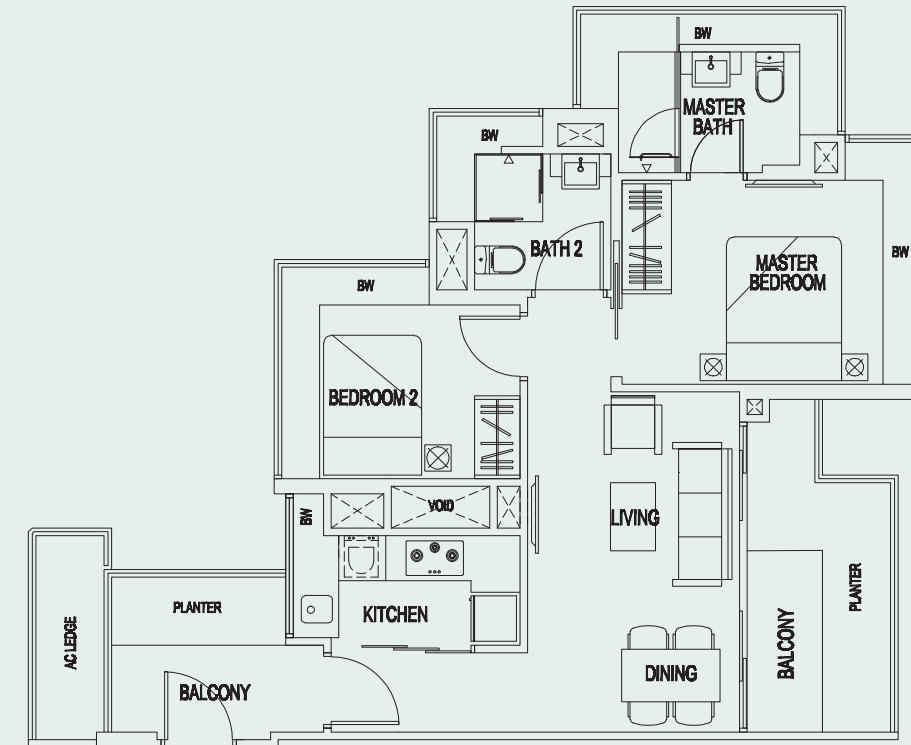 BW
MASTER
BATH
BW
BATH 2
BW
MASTER
BEDROOM
BW
BEDROOM 2
VOID
BW
LIVING
KITCHEN
PLANTER
PLANTER
AC LEDGE
BALCONY
BALCONY
DINING